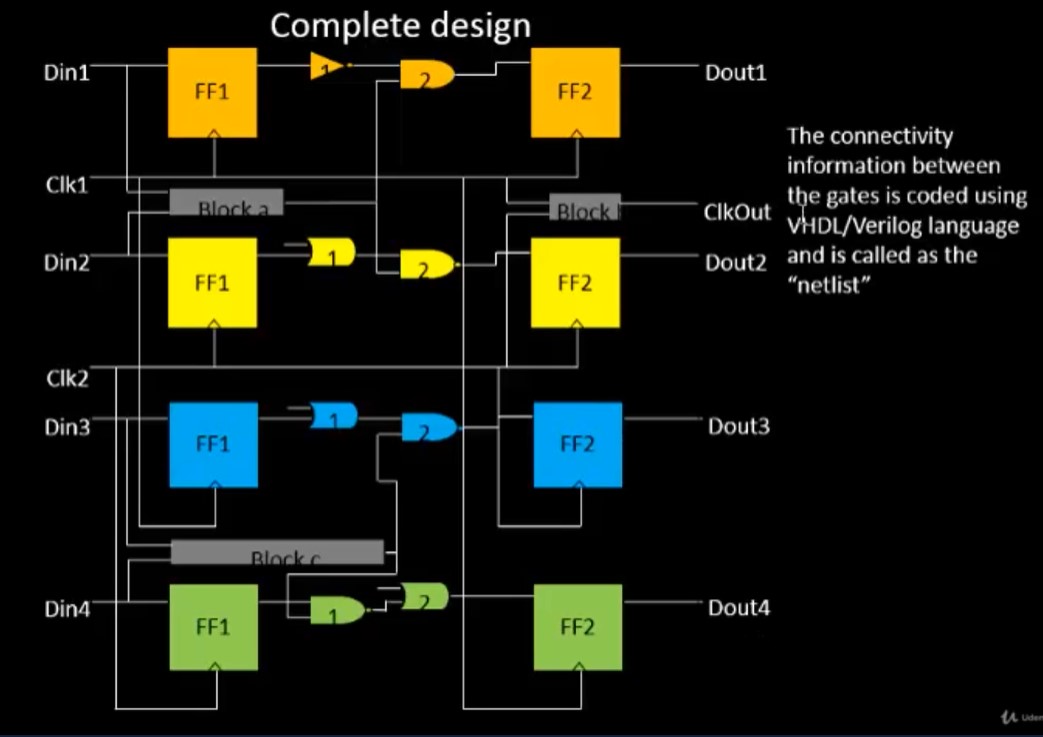 Complete design
Din1
FF1
1
2
FF2
Dout1
The connectivity
information between
the gates is coded using
VHDL/Verilog language
and is called as the
“netlist”
Clk1
Block a
Block
ClkOut
Din2
FF1
1
2
FF2
Dout2
Clk2
Din3
FF1
1
2
FF2
Dout3
Block c
Din4
FF1
1
2
FF2
Dout4